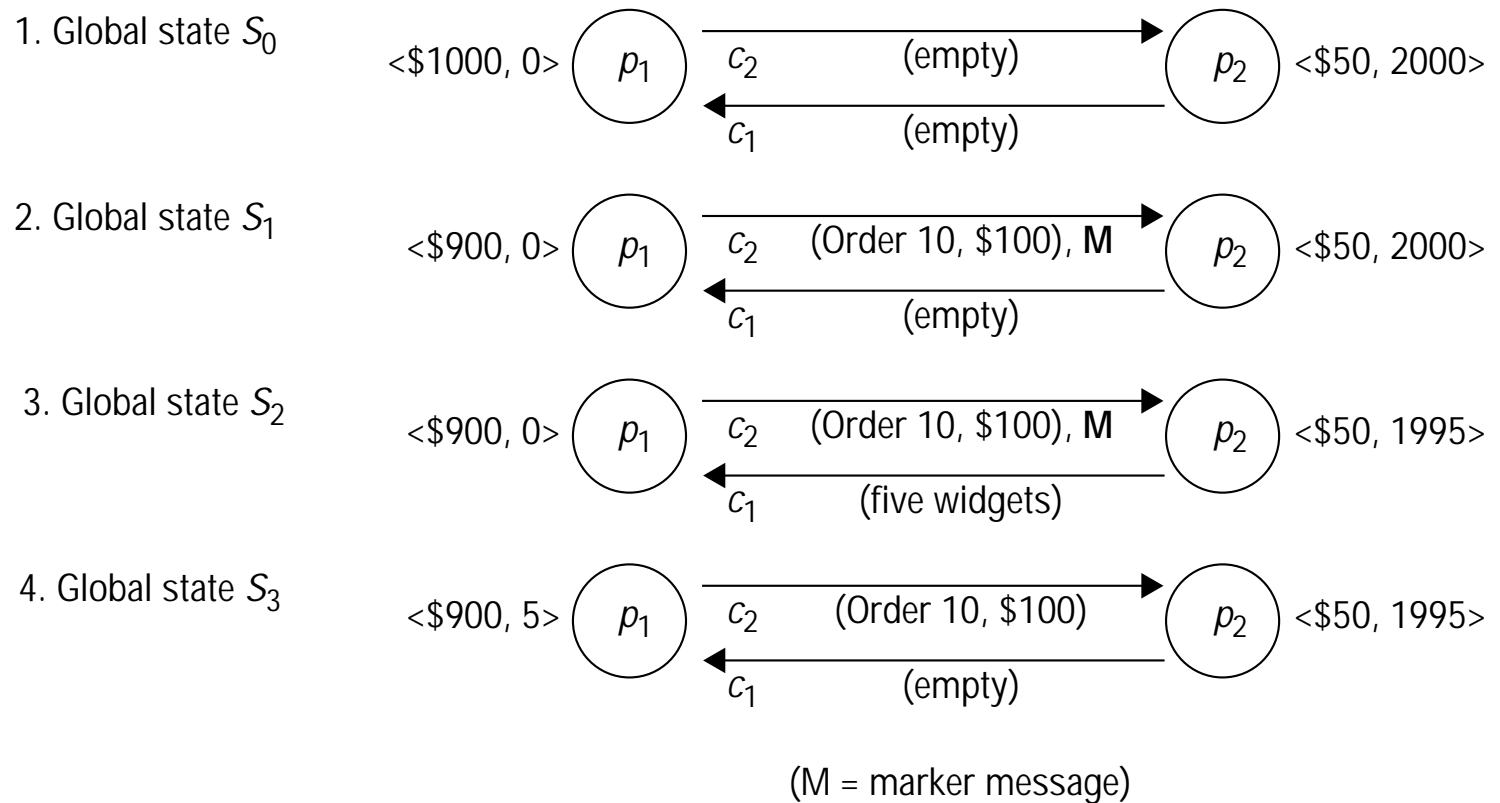 1. Global state S0
<$1000, 0> p1 c2 (empty) p2 <$50, 2000>
c1 (empty)
2. Global state S1
<$900, 0> p1 c2 (Order 10, $100), M p2 <$50, 2000>
c1 (empty)
3. Global state S2
<$900, 0> p1 c2 (Order 10, $100), M p2 <$50, 1995>
c1 (five widgets)
4. Global state S3
<$900, 5> p1 c2 (Order 10, $100) p2 <$50, 1995>
c1 (empty)
(M = marker message)